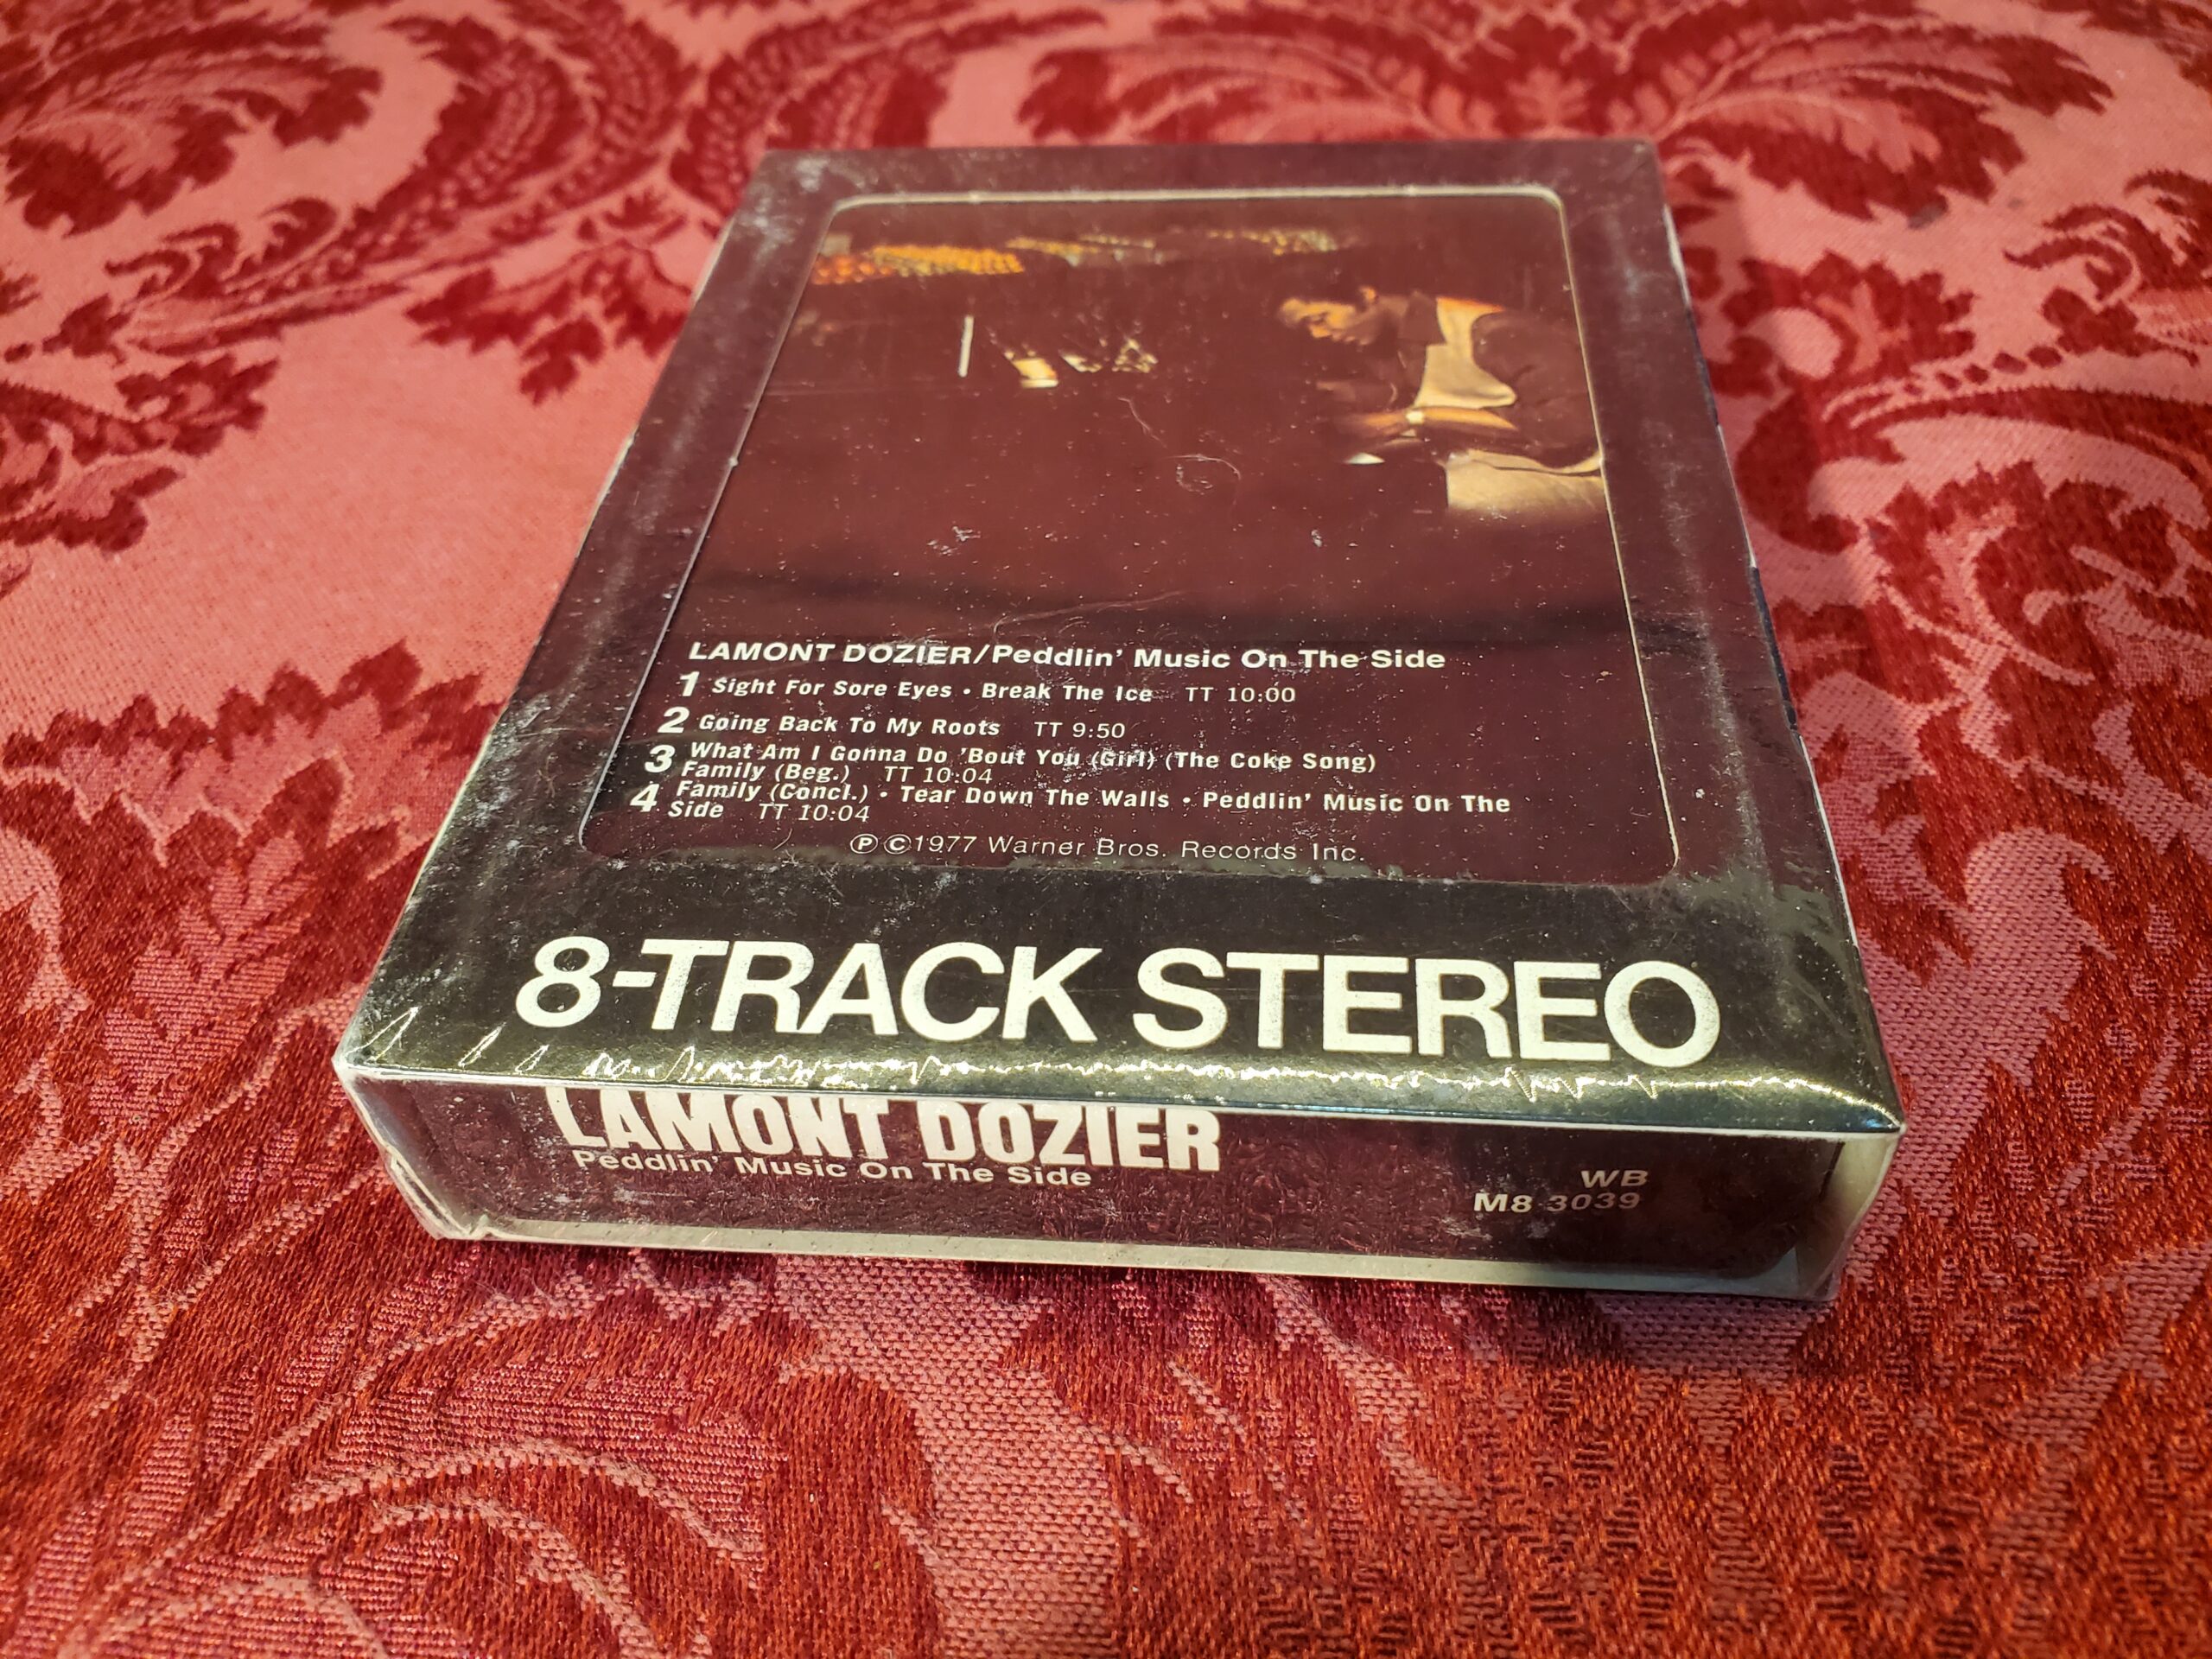 LAMONT DOZIER/Peddlin' Music On The Side
1 Sight For Sore Eyes • Break The Ice TT 10:00
2 Going Back To My Roots TT 9:50
3 What Am I Gonna Do 'Bout You (Girl) (The Coke Song)
Family (Beg.) TT 10:04
4 Family (Concl.) • Tear Down The Walls • Peddlin' Music On The
Side TT 10:04
Ⓟ©1977 Warner Bros. Records Inc.
8-TRACK STEREO
LAMONT DOZIER
Peddlin' Music On The Side
WB
M8 3039